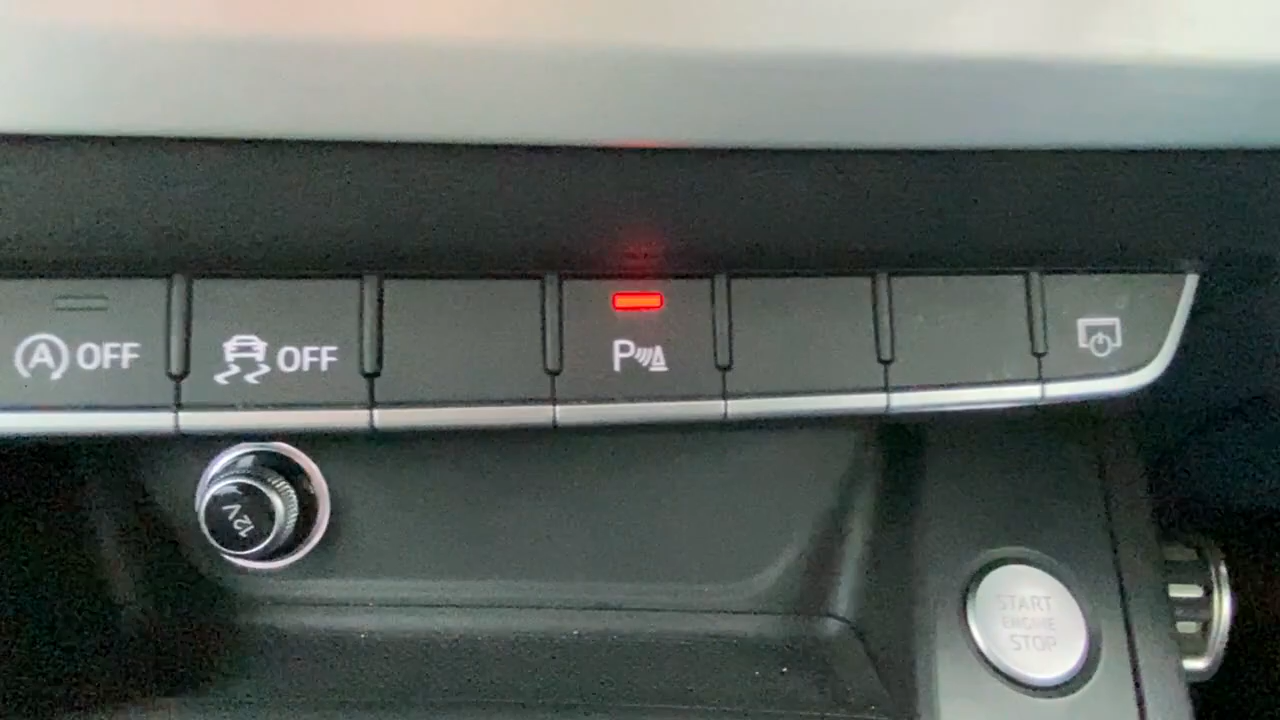 A OFF
OFF
P
12V
START
ENGINE
STOP